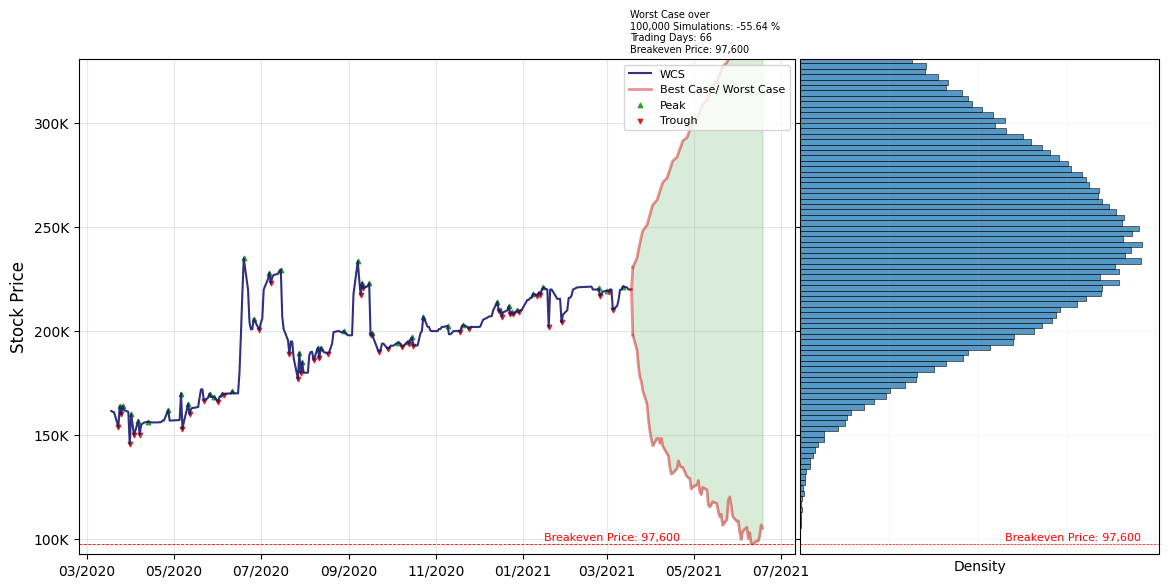 Worst Case over
100,000 Simulations: -55.64 %
Trading Days: 66
Breakeven Price: 97,600
WCS
Best Case/ Worst Case
Peak
Trough
Stock Price
300K
250K
200K
150K
100K
Breakeven Price: 97,600
Breakeven Price: 97,600
03/2020 05/2020 07/2020 09/2020 11/2020 01/2021 03/2021 05/2021 07/2021
Density